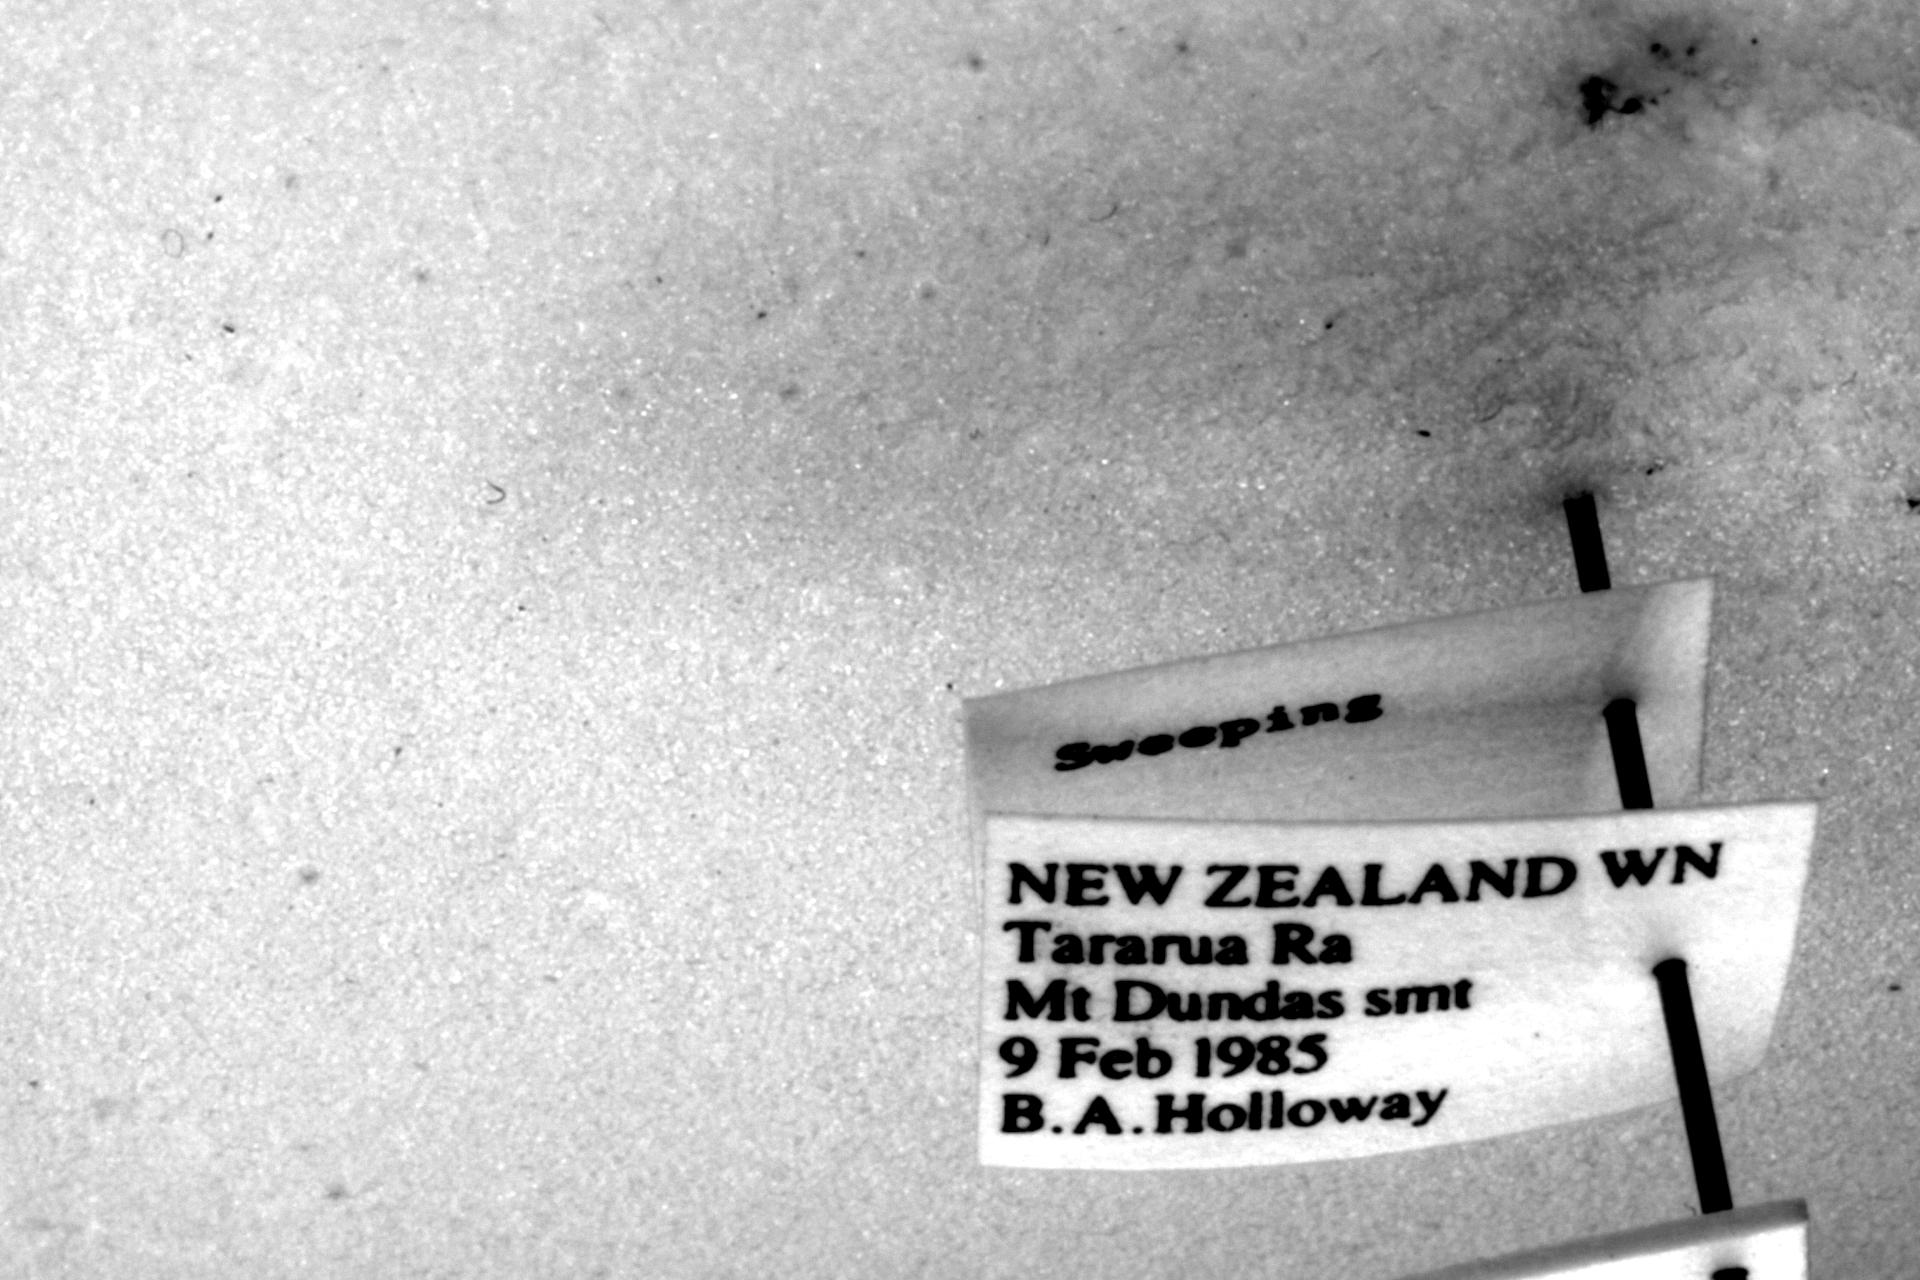 Sweeping
NEW ZEALAND WN
Tararua Ra
Mt Dundas smt
9 Feb 1985
B.A.Holloway